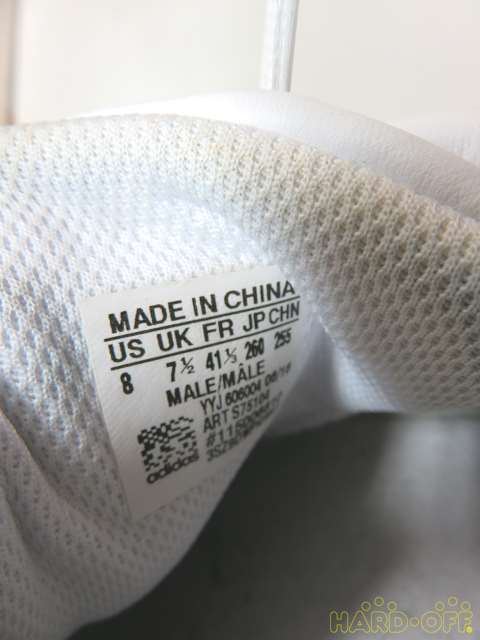 MADE IN CHINA
US UK FR JP CHN
8 7½ 41⅓ 260 255
MALE/MÂLE
YYJ 606004 06/16
ART S75104
adidas
HARD-OFF